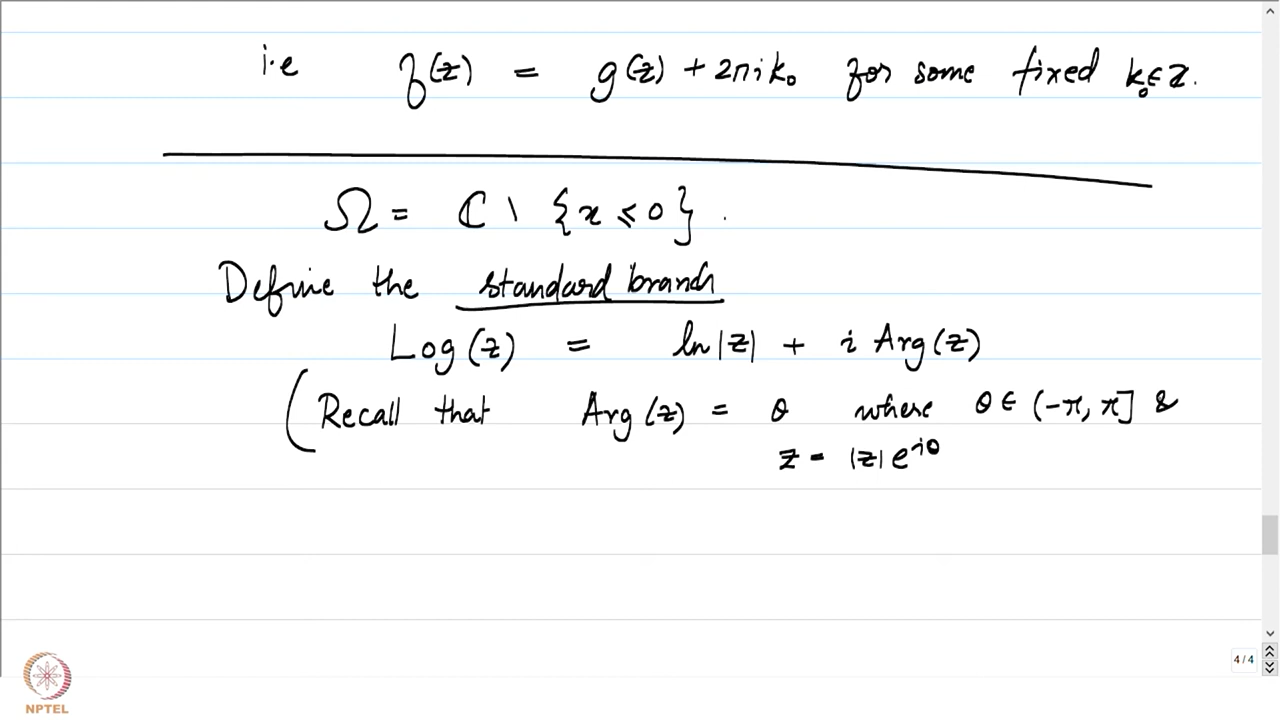 i.e f(z) = g(z) + 2πik₀ for some fixed k₀∈ℤ.
Ω = ℂ \ {x ≤ 0}.
Define the standard branch
Log(z) = ln|z| + i Arg(z)
(Recall that Arg(z) = θ where θ ∈ (-π, π] &
z = |z|e^{iθ}
4 / 4
NPTEL